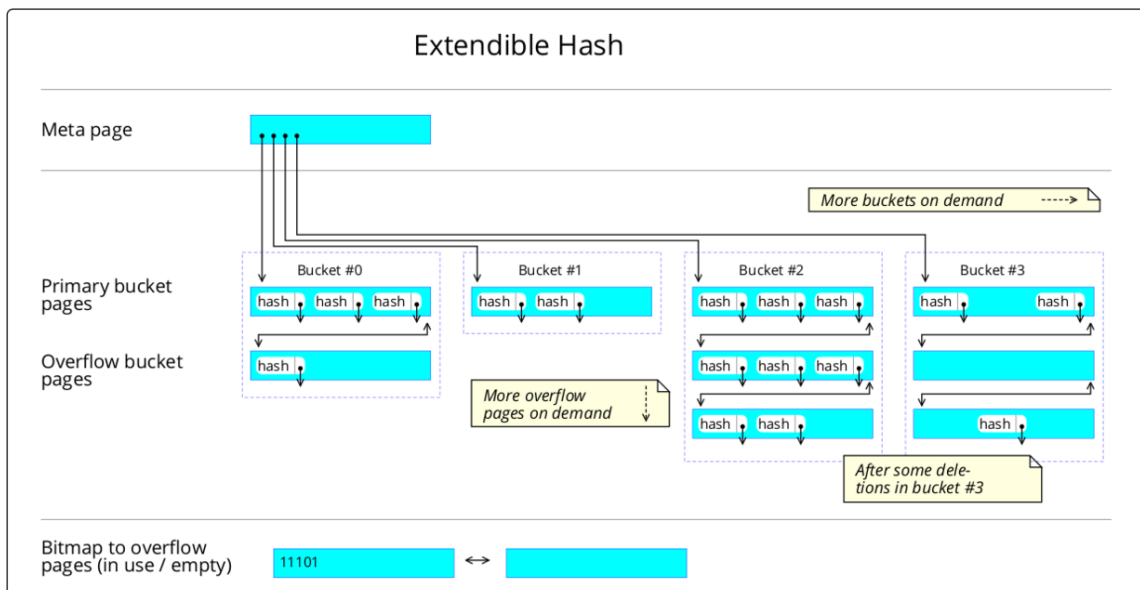 Extendible Hash
Meta page
More buckets on demand
Bucket #0
Bucket #1
Bucket #2
Bucket #3
Primary bucket
pages
hash hash hash
hash hash
hash hash hash
hash hash
Overflow bucket
pages
hash
hash hash hash
More overflow
pages on demand
hash hash
hash
After some dele-
tions in bucket #3
Bitmap to overflow
pages (in use / empty)
11101